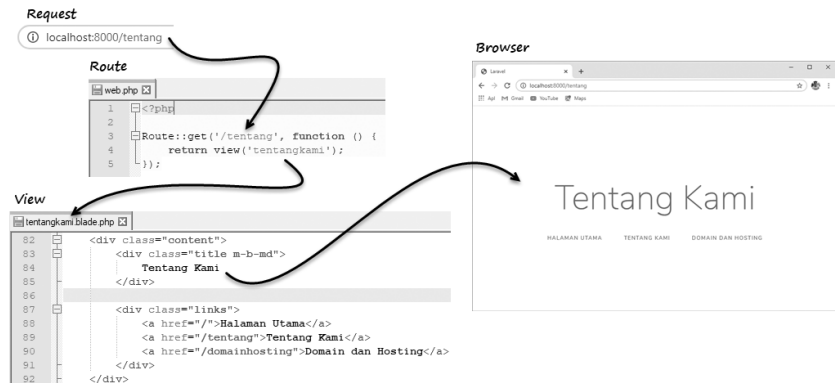 Request
localhost:8000/tentang
Route
web.php
1 <?php
2
3 Route::get('/tentang', function () {
4 return view('tentangkami');
5 });
View
tentangkami.blade.php
82 <div class="content">
83 <div class="title m-b-md">
84 Tentang Kami
85 </div>
86
87 <div class="links">
88 <a href="/">Halaman Utama</a>
89 <a href="/tentang">Tentang Kami</a>
90 <a href="/domainhosting">Domain dan Hosting</a>
91 </div>
92 </div>
Browser
Laravel
localhost:8000/tentang
Apl Gmail YouTube Maps
Tentang Kami
HALAMAN UTAMA TENTANG KAMI DOMAIN DAN HOSTING